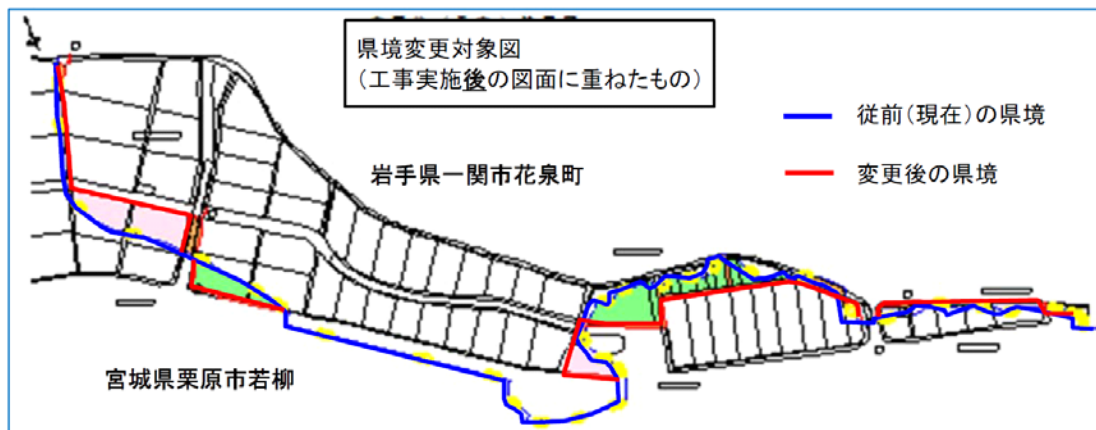 県境変更対象図
(工事実施後の図面に重ねたもの)
従前(現在)の県境
岩手県一関市花泉町
変更後の県境
宮城県栗原市若柳